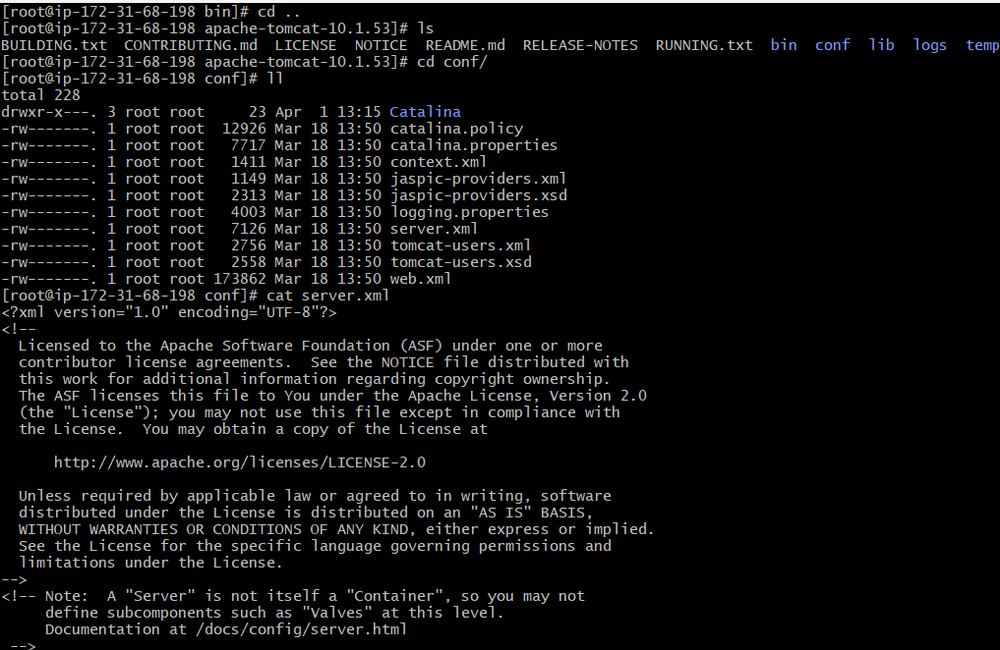 [root@ip-172-31-68-198 bin]# cd ..
[root@ip-172-31-68-198 apache-tomcat-10.1.53]# ls
BUILDING.txt  CONTRIBUTING.md  LICENSE  NOTICE  README.md  RELEASE-NOTES  RUNNING.txt  bin  conf  lib  logs  temp
[root@ip-172-31-68-198 apache-tomcat-10.1.53]# cd conf/
[root@ip-172-31-68-198 conf]# ll
total 228
drwxr-x---. 3 root root     23 Apr  1 13:15 Catalina
-rw-------. 1 root root  12926 Mar 18 13:50 catalina.policy
-rw-------. 1 root root   7717 Mar 18 13:50 catalina.properties
-rw-------. 1 root root   1411 Mar 18 13:50 context.xml
-rw-------. 1 root root   1149 Mar 18 13:50 jaspic-providers.xml
-rw-------. 1 root root   2313 Mar 18 13:50 jaspic-providers.xsd
-rw-------. 1 root root   4003 Mar 18 13:50 logging.properties
-rw-------. 1 root root   7126 Mar 18 13:50 server.xml
-rw-------. 1 root root   2756 Mar 18 13:50 tomcat-users.xml
-rw-------. 1 root root   2558 Mar 18 13:50 tomcat-users.xsd
-rw-------. 1 root root 173862 Mar 18 13:50 web.xml
[root@ip-172-31-68-198 conf]# cat server.xml
<?xml version="1.0" encoding="UTF-8"?>
<!--
  Licensed to the Apache Software Foundation (ASF) under one or more
  contributor license agreements.  See the NOTICE file distributed with
  this work for additional information regarding copyright ownership.
  The ASF licenses this file to You under the Apache License, Version 2.0
  (the "License"); you may not use this file except in compliance with
  the License.  You may obtain a copy of the License at

      http://www.apache.org/licenses/LICENSE-2.0

  Unless required by applicable law or agreed to in writing, software
  distributed under the License is distributed on an "AS IS" BASIS,
  WITHOUT WARRANTIES OR CONDITIONS OF ANY KIND, either express or implied.
  See the License for the specific language governing permissions and
  limitations under the License.
-->
<!-- Note:  A "Server" is not itself a "Container", so you may not
     define subcomponents such as "Valves" at this level.
     Documentation at /docs/config/server.html
 -->